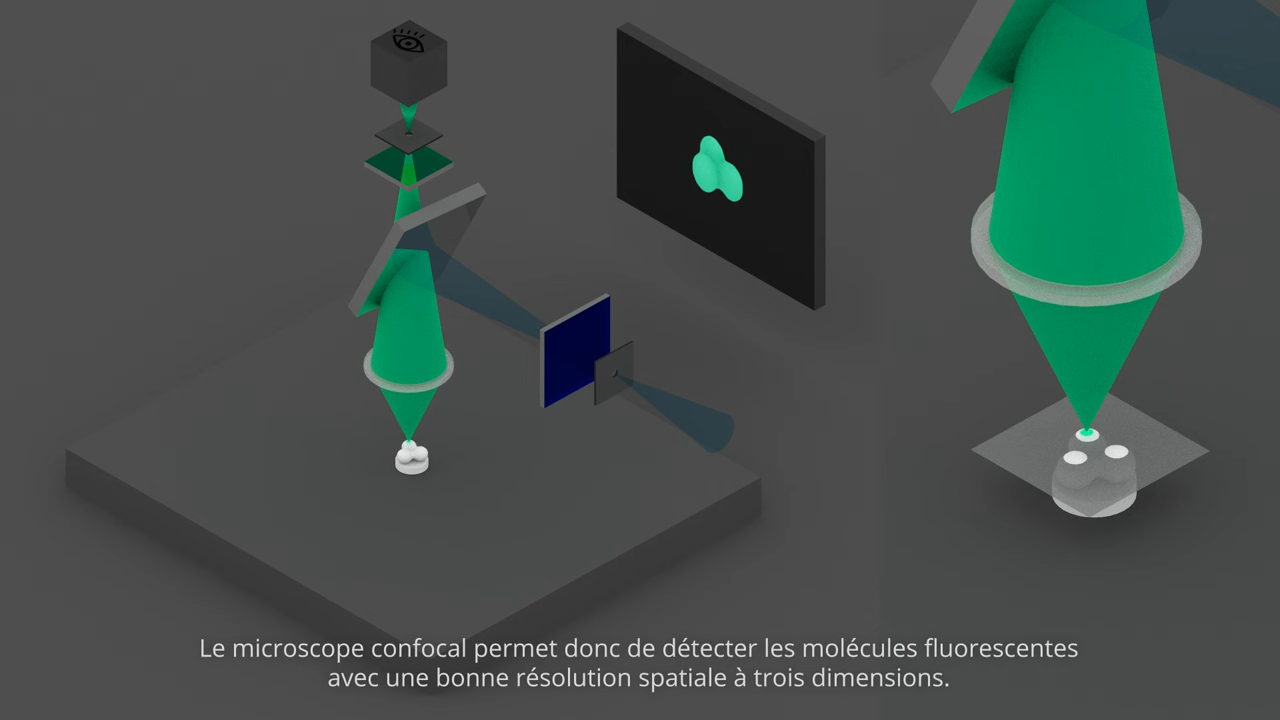 Le microscope confocal permet donc de détecter les molécules fluorescentes
avec une bonne résolution spatiale à trois dimensions.